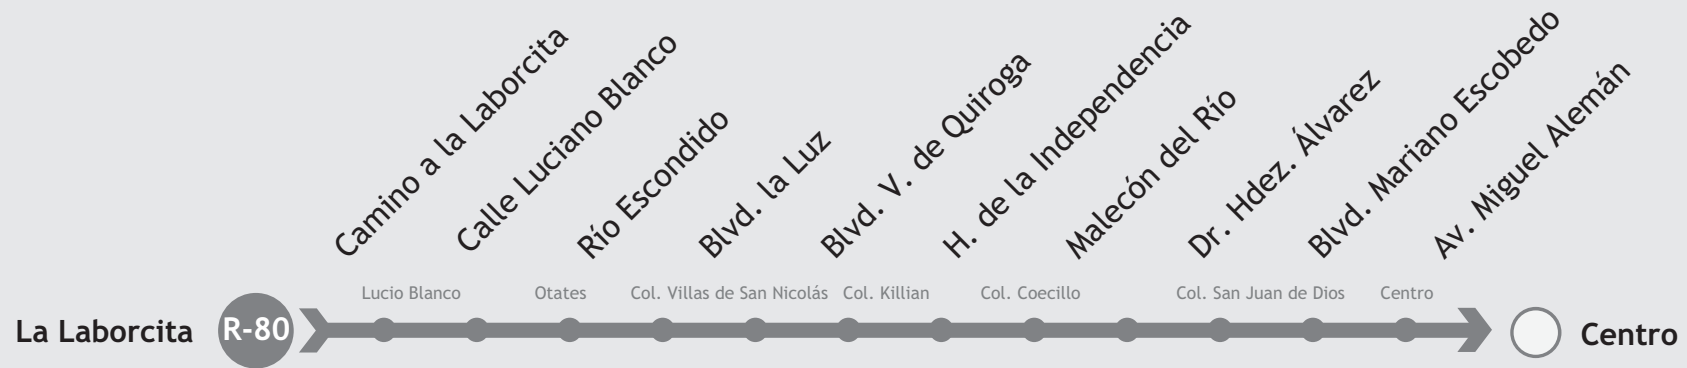 Camino a la Laborcita
Calle Luciano Blanco
Río Escondido
Blvd. la Luz
Blvd. V. de Quiroga
H. de la Independencia
Malecón del Río
Dr. Hdez. Álvarez
Blvd. Mariano Escobedo
Av. Miguel Alemán
Lucio Blanco
Otates
Col. Villas de San Nicolás
Col. Killian
Col. Coecillo
Col. San Juan de Dios
Centro
La Laborcita
R-80
Centro